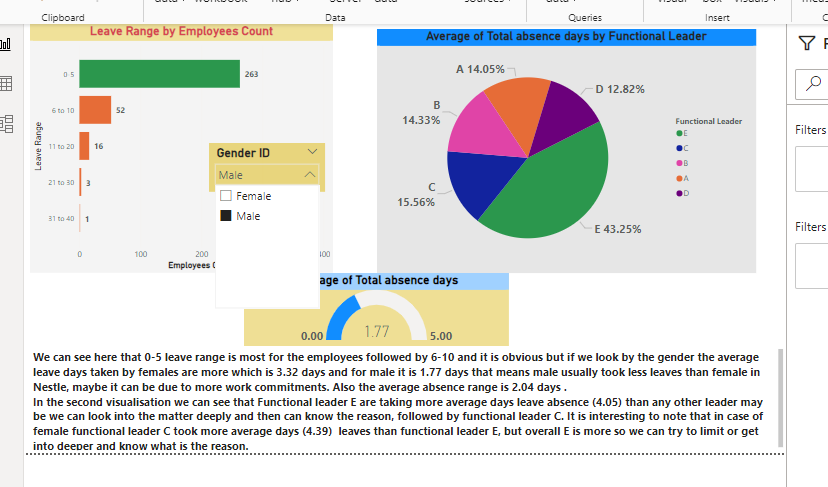 Clipboard
Data
Queries
Insert
Leave Range by Employees Count
Leave Range
0-5
263
6 to 10
52
11 to 20
16
21 to 30
3
31 to 40
1
0
100
200
400
Employees
Gender ID
Male
Female
Male
Average of Total absence days by Functional Leader
A 14.05%
D 12.82%
B
14.33%
C
15.56%
E 43.25%
Functional Leader
E
C
B
A
D
Filters
Filters
age of Total absence days
0.00
1.77
5.00
We can see here that 0-5 leave range is most for the employees followed by 6-10 and it is obvious but if we look by the gender the average
leave days taken by females are more which is 3.32 days and for male it is 1.77 days that means male usually took less leaves than female in
Nestle, maybe it can be due to more work commitments. Also the average absence range is 2.04 days .
In the second visualisation we can see that Functional leader E are taking more average days leave absence (4.05) than any other leader may
be we can look into the matter deeply and then can know the reason, followed by functional leader C. It is interesting to note that in case of
female functional leader C took more average days (4.39) leaves than functional leader E, but overall E is more so we can try to limit or get
into deeper and know what is the reason.